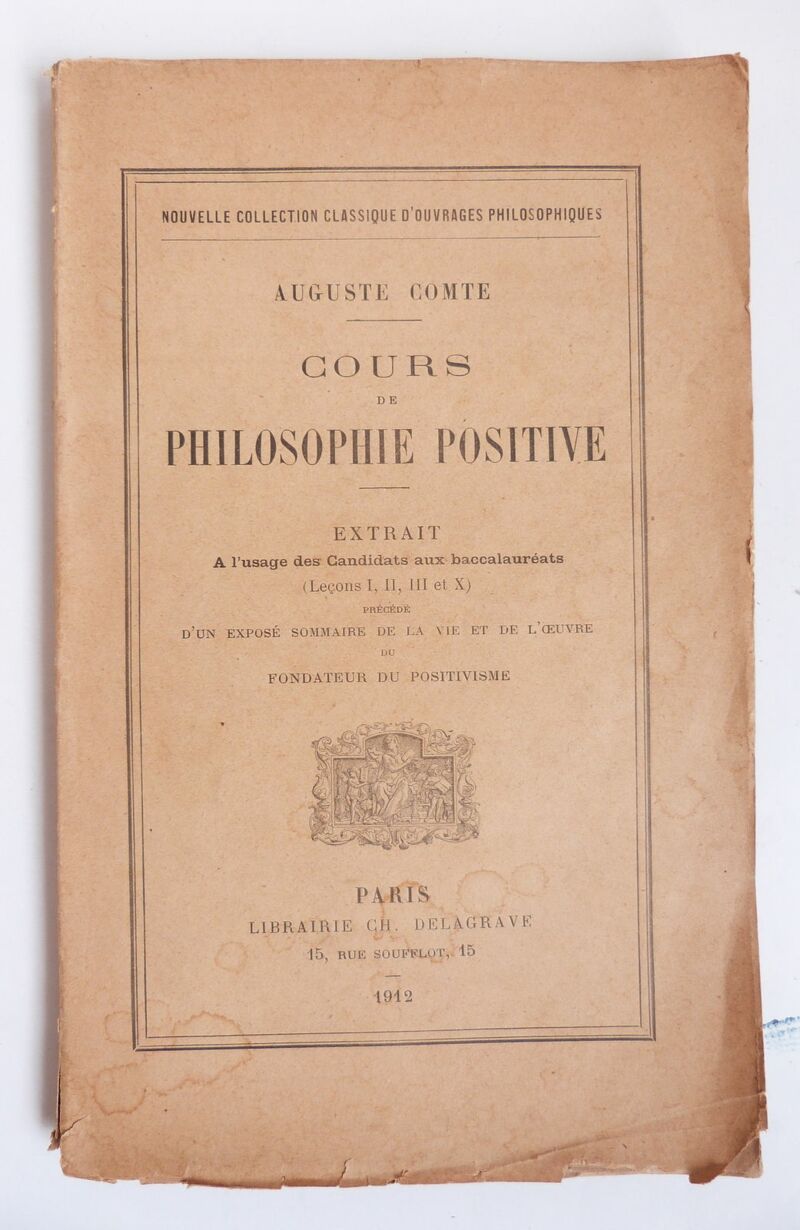 NOUVELLE COLLECTION CLASSIQUE D'OUVRAGES PHILOSOPHIQUES
AUGUSTE COMTE
COURS
DE
PHILOSOPHIE POSITIVE
EXTRAIT
A l'usage des Candidats aux baccalauréats
(Leçons I, II, III et X)
PRÉCÉDÉ
D'UN EXPOSÉ SOMMAIRE DE LA VIE ET DE L'ŒUVRE
DU
FONDATEUR DU POSITIVISME
PARIS
LIBRAIRIE CH. DELAGRAVE
15, RUE SOUFFLOT, 15
1912